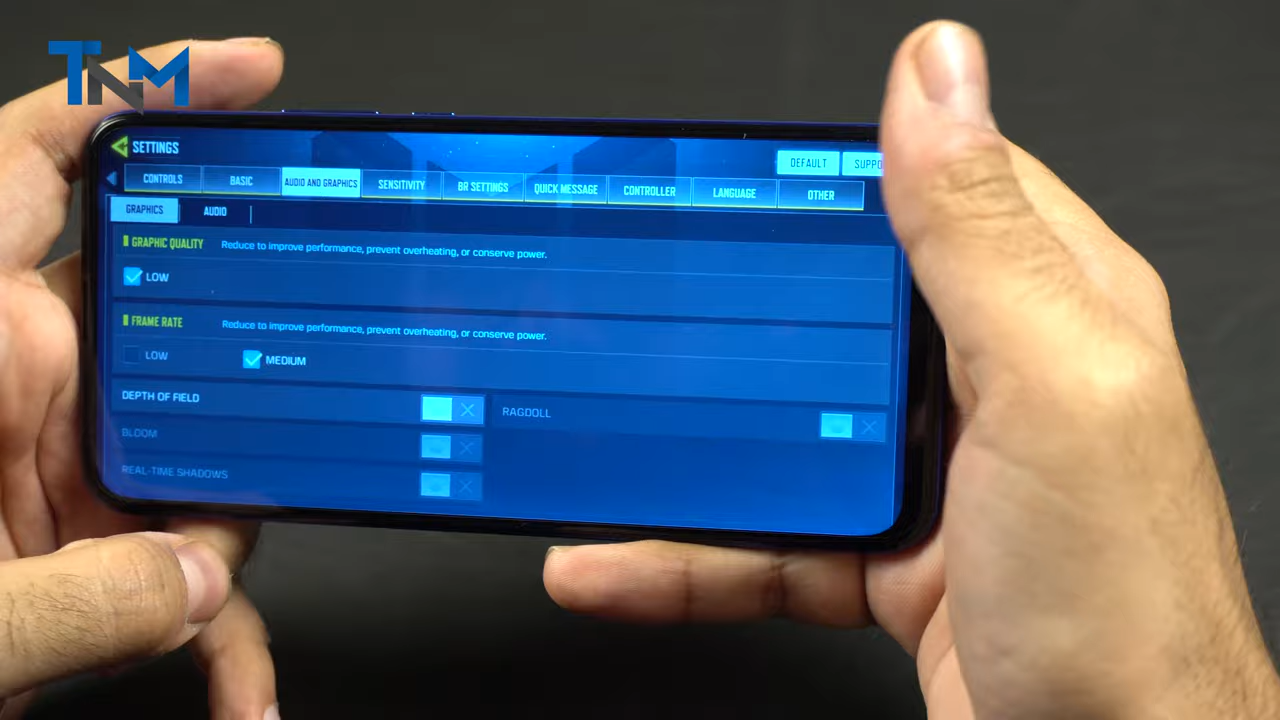 TNM
SETTINGS
DEFAULT
CONTROLS BASIC AUDIO AND GRAPHICS SENSITIVITY BR SETTINGS QUICK MESSAGE CONTROLLER LANGUAGE OTHER
GRAPHICS AUDIO
GRAPHIC QUALITY Reduce to improve performance, prevent overheating, or conserve power.
LOW
FRAME RATE Reduce to improve performance, prevent overheating, or conserve power.
LOW MEDIUM
DEPTH OF FIELD RAGDOLL
BLOOM
REAL-TIME SHADOWS